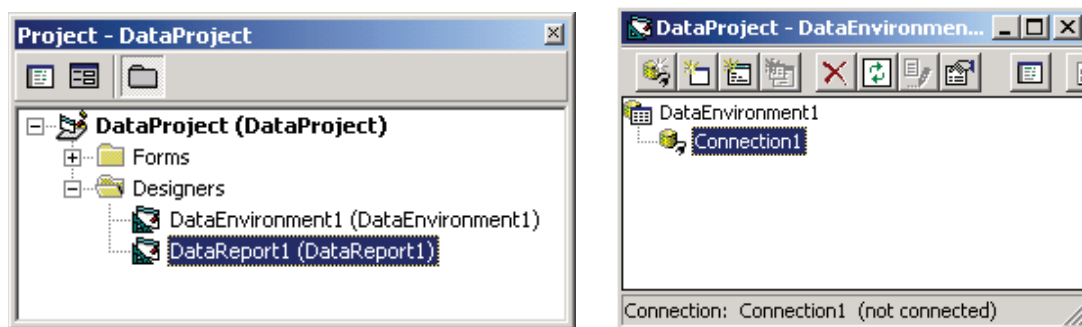 Project - DataProject
DataProject (DataProject)
Forms
Designers
DataEnvironment1 (DataEnvironment1)
DataReport1 (DataReport1)
DataProject - DataEnvironmen...
DataEnvironment1
Connection1
Connection: Connection1 (not connected)